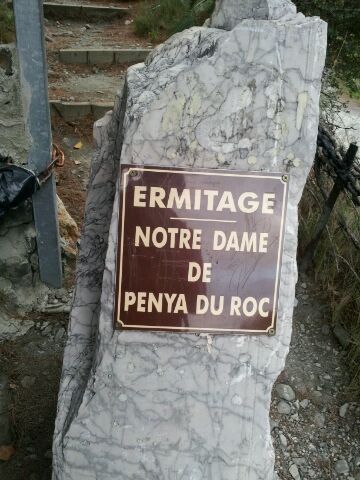 ERMITAGE
NOTRE DAME
DE
PENYA DU ROC